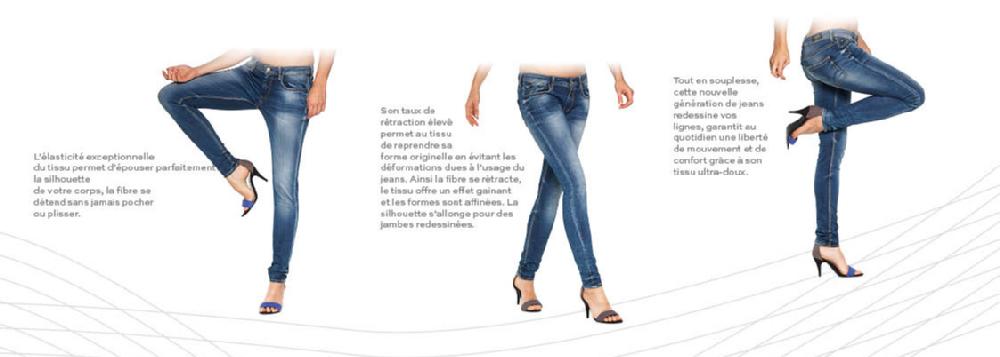 L'élasticité exceptionnelle
du tissu permet d'épouser parfaitement
la silhouette
de votre corps, la fibre se
détend sans jamais pocher
ou plisser.
Son taux de
rétraction élevé
permet au tissu
de reprendre sa
forme originelle en évitant les
déformations dues à l'usage du
jeans. Ainsi la fibre se rétracte,
le tissu offre un effet gainant
et les formes sont affinées. La
silhouette s'allonge pour des
jambes redessinées.
Tout en souplesse,
cette nouvelle
génération de jeans
redessine vos
lignes, garantit au
quotidien une liberté
de mouvement et de
confort grâce à son
tissu ultra-doux.